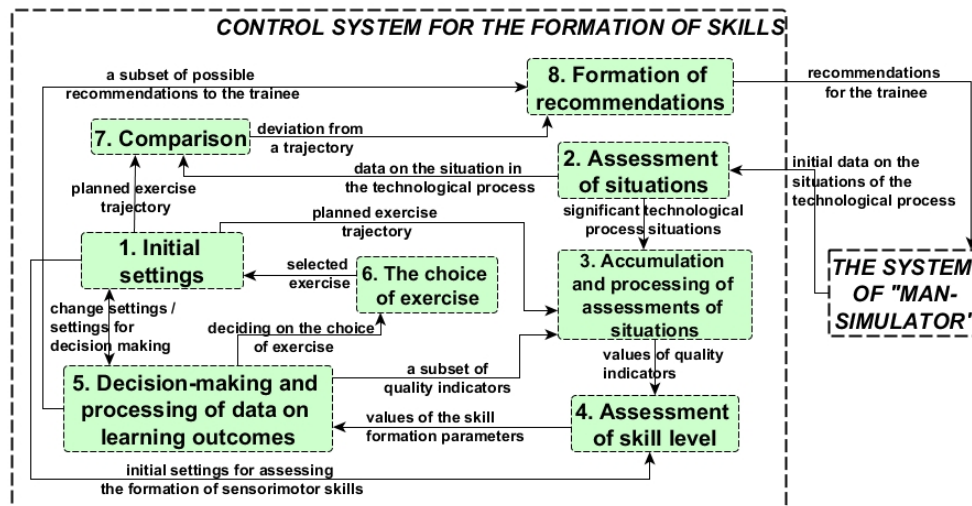 CONTROL SYSTEM FOR THE FORMATION OF SKILLS
a subset of possible
recommendations to the trainee
8. Formation of
recommendations
recommendations
for the trainee
7. Comparison
deviation from
a trajectory
data on the situation in
the technological process
2. Assessment
of situations
initial data on the
situations of the
technological process
planned exercise
trajectory
planned exercise
trajectory
significant technological
process situations
1. Initial
settings
selected
exercise
6. The choice
of exercise
3. Accumulation
and processing of
assessments of
situations
THE SYSTEM
OF "MAN-
SIMULATOR"
change settings /
settings for
decision making
deciding on the choice
of exercise
values of quality
indicators
5. Decision-making and
processing of data on
learning outcomes
a subset of
quality indicators
values of the skill
formation parameters
4. Assessment
of skill level
initial settings for assessing
the formation of sensorimotor skills